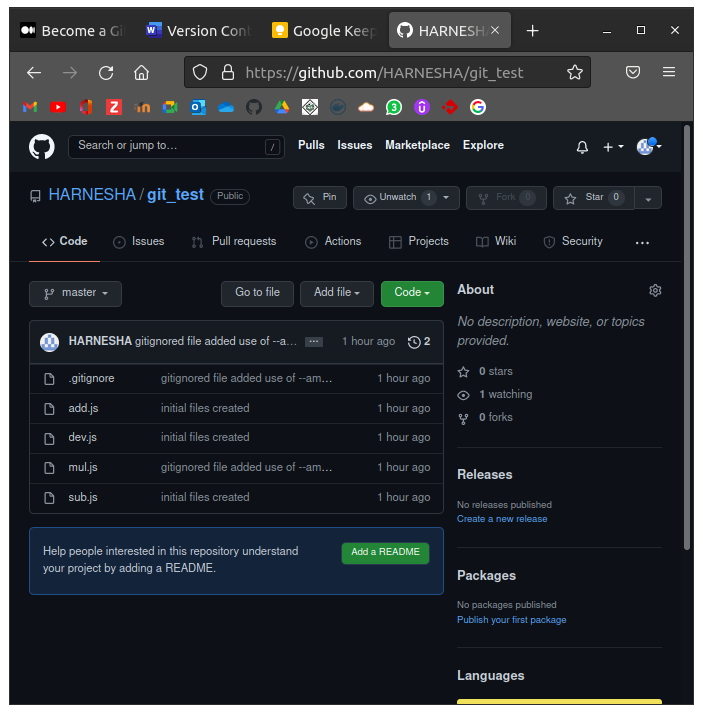 Become a Gi
Version Cont
Google Keep
HARNESHA
https://github.com/HARNESHA/git_test
Search or jump to…
/
Pulls Issues Marketplace Explore
HARNESHA / git_test Public
Pin
Unwatch 1
Fork 0
Star 0
Code
Issues
Pull requests
Actions
Projects
Wiki
Security
master
Go to file
Add file
Code
HARNESHA gitignored file added use of --a… 1 hour ago 2
.gitignore gitignored file added use of --am… 1 hour ago
add.js initial files created 1 hour ago
dev.js initial files created 1 hour ago
mul.js gitignored file added use of --am… 1 hour ago
sub.js initial files created 1 hour ago
Help people interested in this repository understand
your project by adding a README.
Add a README
About
No description, website, or topics
provided.
0 stars
1 watching
0 forks
Releases
No releases published
Create a new release
Packages
No packages published
Publish your first package
Languages